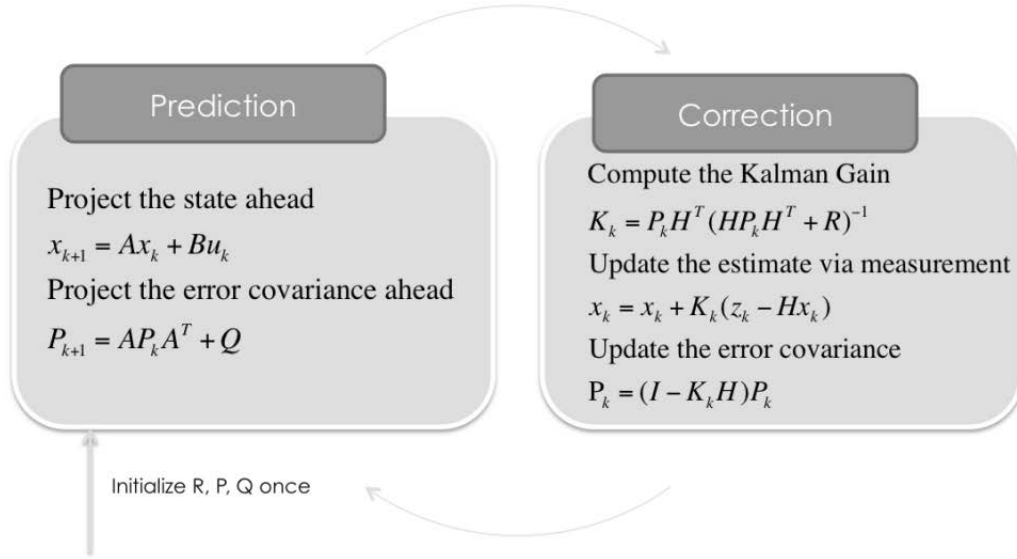 Prediction
Project the state ahead
x_{k+1} = Ax_k + Bu_k
Project the error covariance ahead
P_{k+1} = AP_kA^T + Q
Correction
Compute the Kalman Gain
K_k = P_kH^T(HP_kH^T + R)^{-1}
Update the estimate via measurement
x_k = x_k + K_k(z_k − Hx_k)
Update the error covariance
P_k = (I − K_kH)P_k
Initialize R, P, Q once